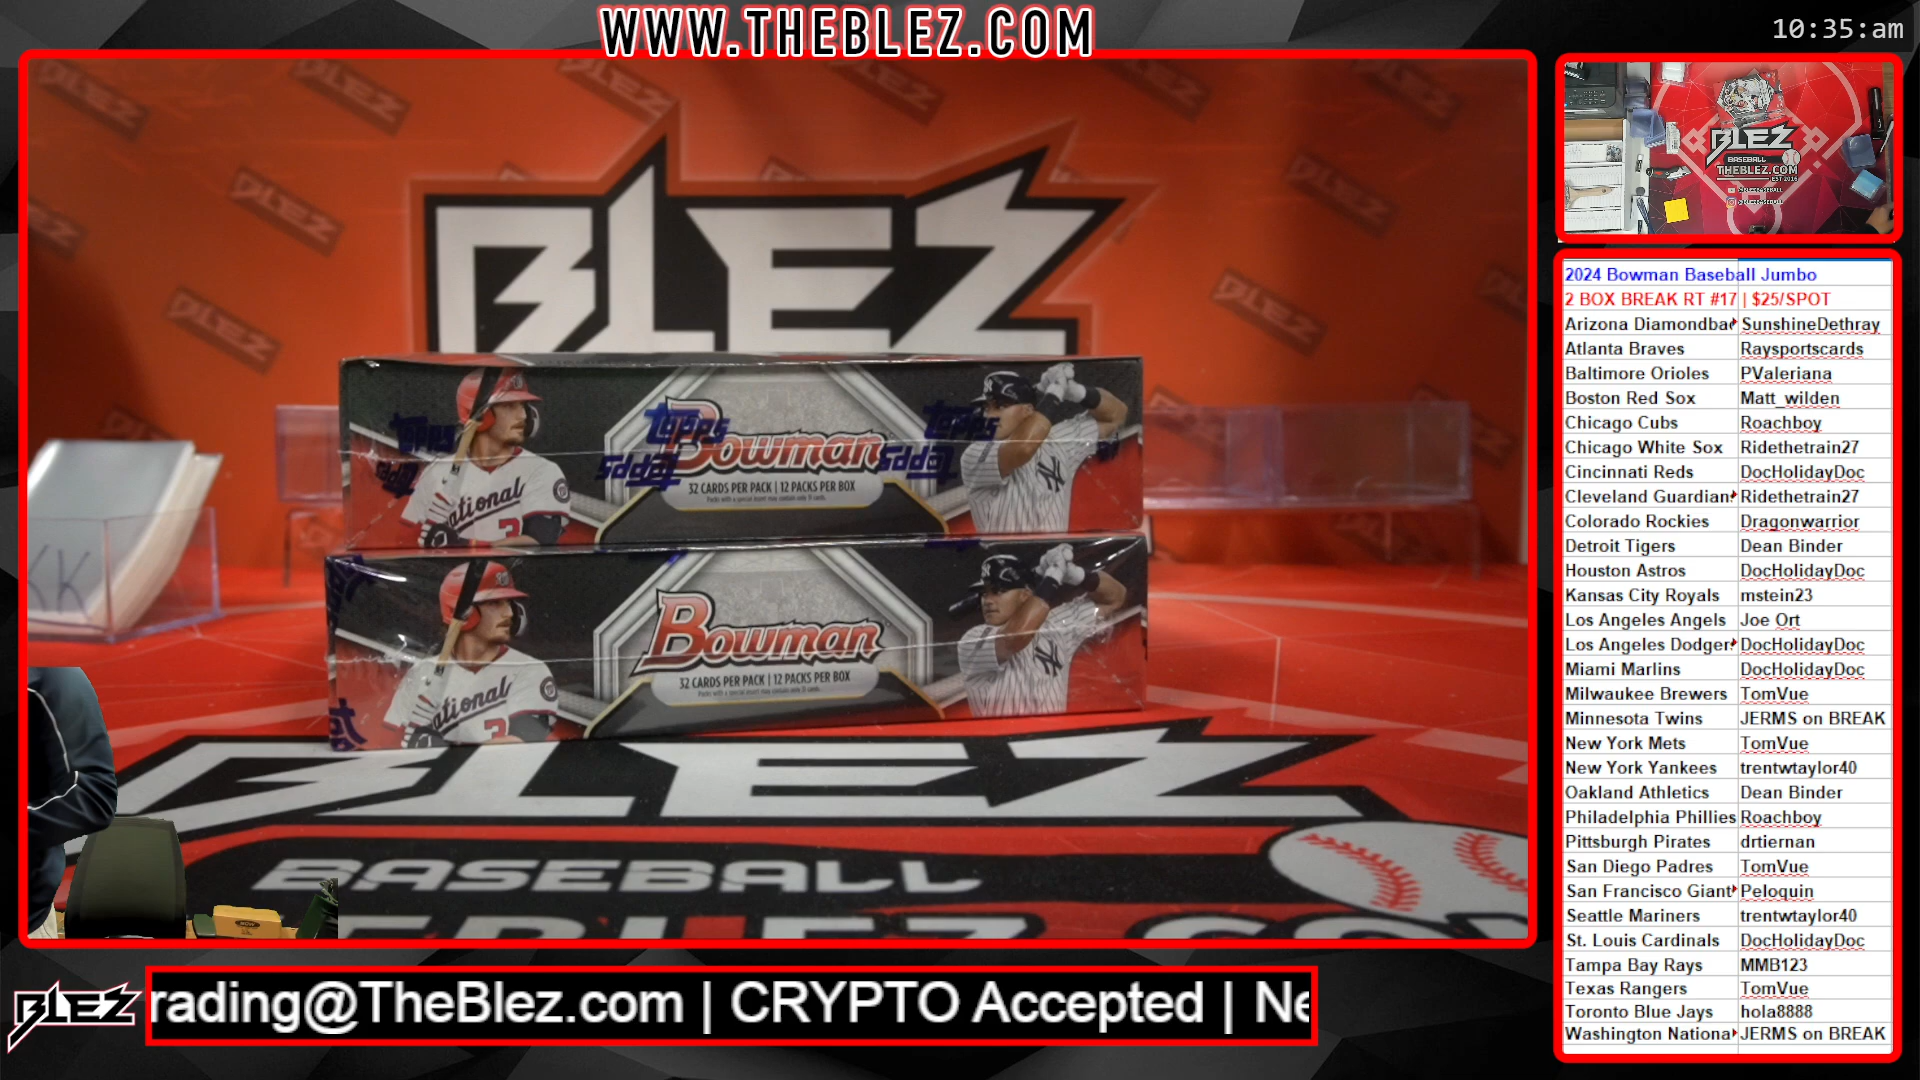 WWW.THEBLEZ.COM
10:35:am
BLEZ
Bowman
32 CARDS PER PACK | 12 PACKS PER BOX
Bowman
32 CARDS PER PACK | 12 PACKS PER BOX
BLEZ
BASEBALL
BLEZ
BASEBALL
THEBLEZ.COM
2024 Bowman Baseball Jumbo
2 BOX BREAK RT #17 | $25/SPOT
Arizona Diamondba SunshineDethray
Atlanta Braves Raysportscards
Baltimore Orioles PValeriana
Boston Red Sox Matt_wilden
Chicago Cubs Roachboy
Chicago White Sox Ridethetrain27
Cincinnati Reds DocHolidayDoc
Cleveland Guardian Ridethetrain27
Colorado Rockies Dragonwarrior
Detroit Tigers Dean Binder
Houston Astros DocHolidayDoc
Kansas City Royals mstein23
Los Angeles Angels Joe Ort
Los Angeles Dodger DocHolidayDoc
Miami Marlins DocHolidayDoc
Milwaukee Brewers TomVue
Minnesota Twins JERMS on BREAK
New York Mets TomVue
New York Yankees trentwtaylor40
Oakland Athletics Dean Binder
Philadelphia Phillies Roachboy
Pittsburgh Pirates drtiernan
San Diego Padres TomVue
San Francisco Giant Peloquin
Seattle Mariners trentwtaylor40
St. Louis Cardinals DocHolidayDoc
Tampa Bay Rays MMB123
Texas Rangers TomVue
Toronto Blue Jays hola8888
Washington Nationa JERMS on BREAK
BLEZ
rading@TheBlez.com | CRYPTO Accepted | Ne